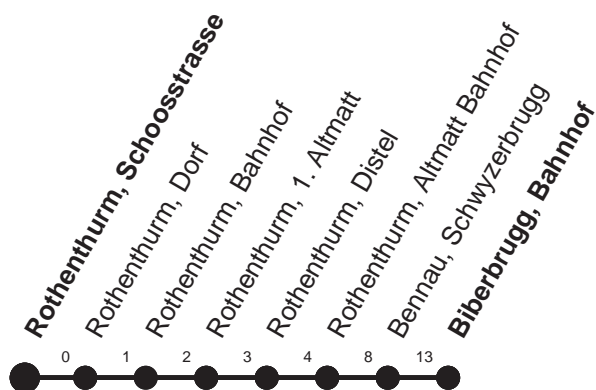 Rothenthurm, Schoosstrasse
Rothenthurm, Dorf
Rothenthurm, Bahnhof
Rothenthurm, 1. Altmatt
Rothenthurm, Distel
Rothenthurm, Altmatt Bahnhof
Bennau, Schwyzerbrugg
Biberbrugg, Bahnhof
0 1 2 3 4 8 13